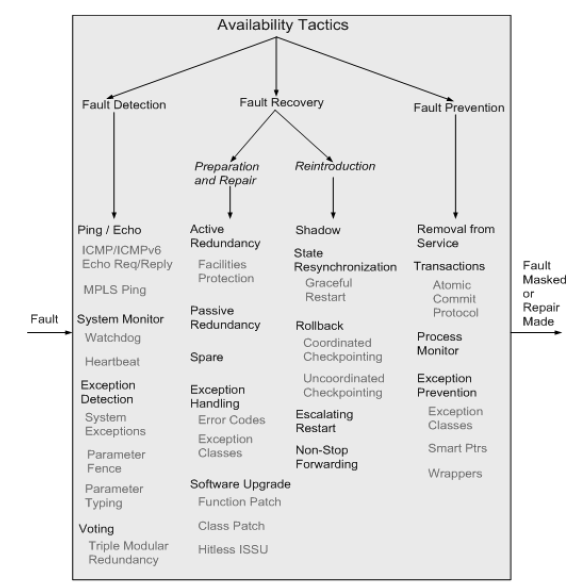 Availability Tactics
Fault Detection
Fault Recovery
Fault Prevention
Preparation
and Repair
Reintroduction
Fault
Ping / Echo
ICMP/ICMPv6
Echo Req/Reply
MPLS Ping
System Monitor
Watchdog
Heartbeat
Exception
Detection
System
Exceptions
Parameter
Fence
Parameter
Typing
Voting
Triple Modular
Redundancy
Active
Redundancy
Facilities
Protection
Passive
Redundancy
Spare
Exception
Handling
Error Codes
Exception
Classes
Software Upgrade
Function Patch
Class Patch
Hitless ISSU
Shadow
State
Resynchronization
Graceful
Restart
Rollback
Coordinated
Checkpointing
Uncoordinated
Checkpointing
Escalating
Restart
Non-Stop
Forwarding
Removal from
Service
Transactions
Atomic
Commit
Protocol
Process
Monitor
Exception
Prevention
Exception
Classes
Smart Ptrs
Wrappers
Fault
Masked
or
Repair
Made